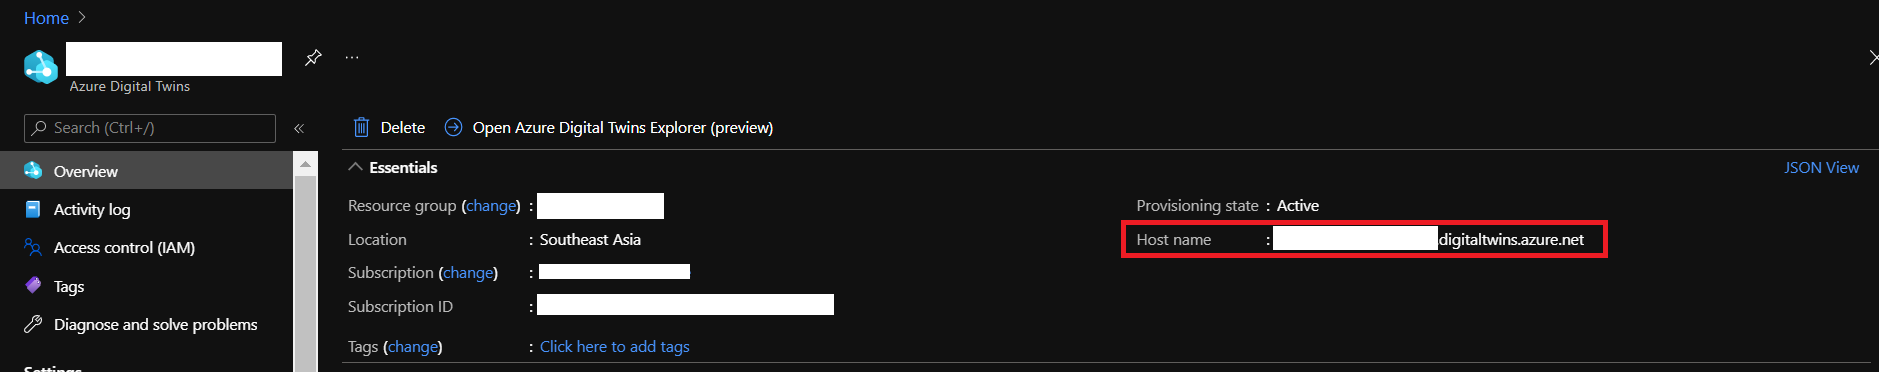 Home >
...
Azure Digital Twins
Search (Ctrl+/)
«
Delete
Open Azure Digital Twins Explorer (preview)
Overview
Essentials
JSON View
Activity log
Resource group (change) :
Provisioning state : Active
Access control (IAM)
Location : Southeast Asia
Host name : .digitaltwins.azure.net
Tags
Subscription (change) :
Diagnose and solve problems
Subscription ID :
Tags (change) : Click here to add tags
Settings